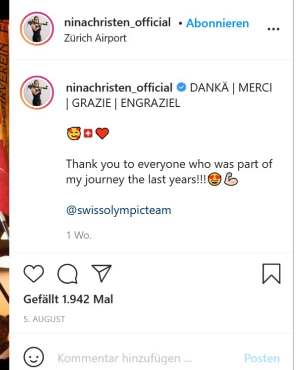 ninachristen_official • Abonnieren
Zürich Airport
ninachristen_official DANKÄ | MERCI
| GRAZIE | ENGRAZIEL
Thank you to everyone who was part of
my journey the last years!!!
@swissolympicteam
1 Wo.
Gefällt 1.942 Mal
5. AUGUST
Kommentar hinzufügen ...
Posten